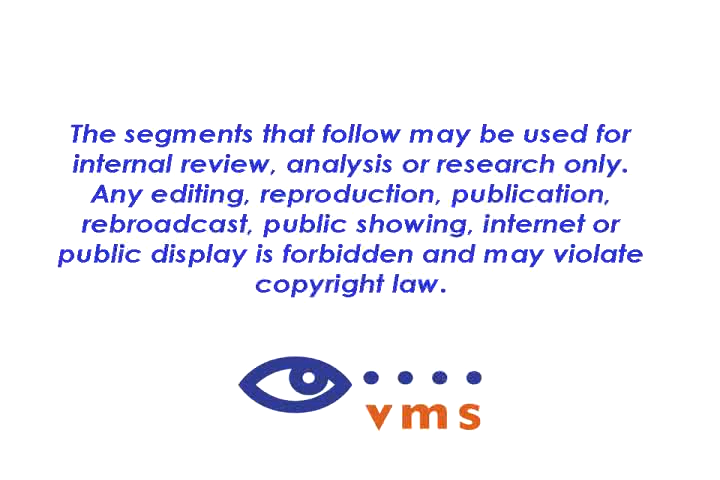 The segments that follow may be used for
internal review, analysis or research only.
Any editing, reproduction, publication,
rebroadcast, public showing, internet or
public display is forbidden and may violate
copyright law.
vms